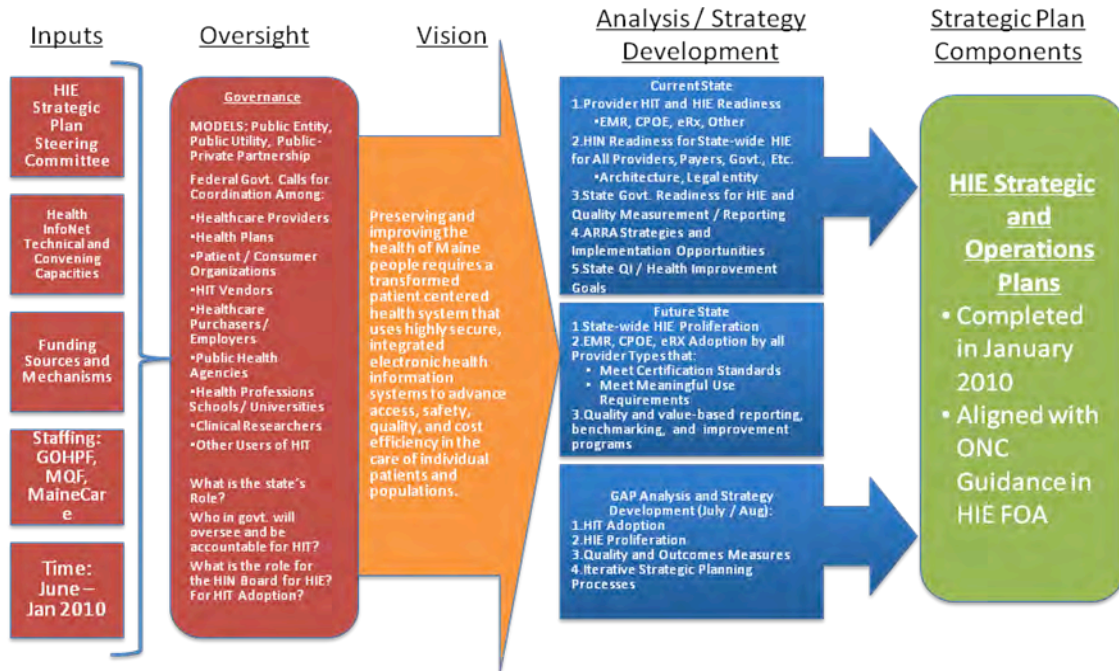 Inputs
Oversight
Vision
Analysis / Strategy
Development
Strategic Plan
Components
HIE
Strategic
Plan
Steering
Committee
Health
InfoNet
Technical and
Convening
Capacities
Funding
Sources and
Mechanisms
Staffing:
GOHPF,
MQF,
MaineCar
e
Time:
June –
Jan 2010
Governance
MODELS: Public Entity,
Public Utility, Public-
Private Partnership
Federal Govt. Calls for
Coordination Among:
•Healthcare Providers
•Health Plans
•Patient / Consumer
Organizations
•HIT Vendors
•Healthcare
Purchasers /
Employers
•Public Health
Agencies
•Health Professions
Schools / Universities
•Clinical Researchers
•Other Users of HIT
What is the state's
Role?
Who in govt. will
oversee and be
accountable for HIT?
What is the role for
the HIN Board for HIE?
For HIT Adoption?
Preserving and
improving the
health of Maine
people requires a
transformed
patient centered
health system that
uses highly secure,
integrated
electronic health
information
systems to advance
access, safety,
quality, and cost
efficiency in the
care of individual
patients and
populations.
Current State
1.Provider HIT and HIE Readiness
•EMR, CPOE, eRx, Other
2.HIN Readiness for State-wide HIE
for All Providers, Payers, Govt., Etc.
•Architecture, Legal entity
3.State Govt. Readiness for HIE and
Quality Measurement / Reporting
4.ARRA Strategies and
Implementation Opportunities
5.State QI / Health Improvement
Goals
Future State
1.State-wide HIE Proliferation
2.EMR, CPOE, eRX Adoption by all
Provider Types that:
• Meet Certification Standards
• Meet Meaningful Use
Requirements
3.Quality and value-based reporting,
benchmarking, and improvement
programs
GAP Analysis and Strategy
Development (July / Aug):
1.HIT Adoption
2.HIE Proliferation
3.Quality and Outcomes Measures
4.Iterative Strategic Planning
Processes
HIE Strategic
and
Operations
Plans
• Completed
in January
2010
• Aligned with
ONC
Guidance in
HIE FOA